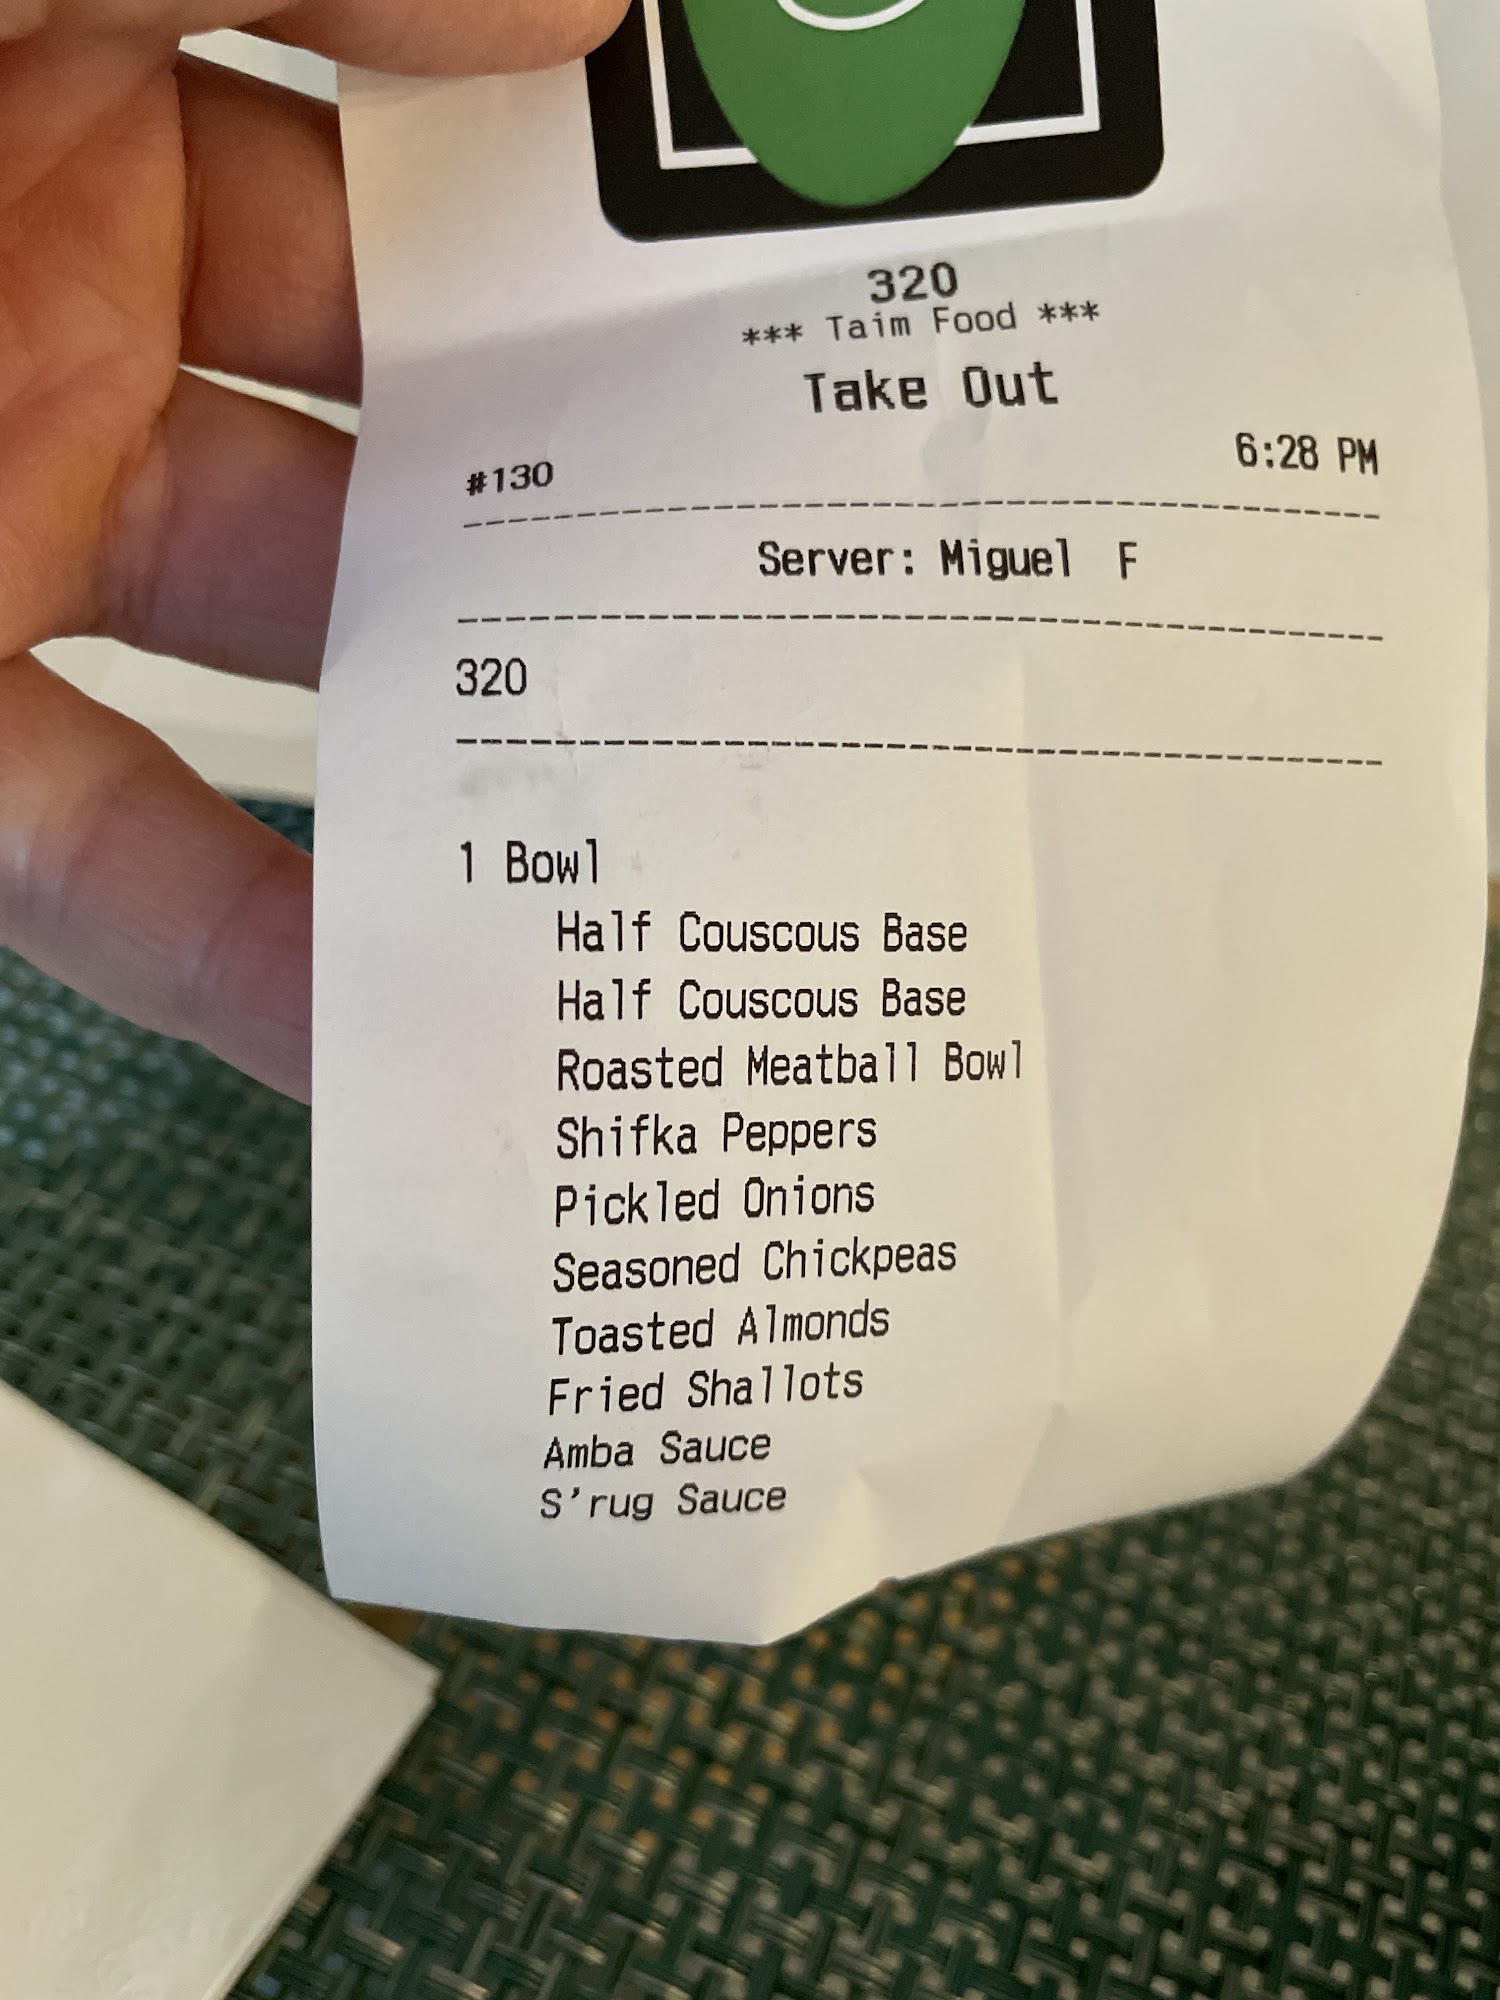 320
*** Taim Food ***
Take Out
#130 6:28 PM
Server: Miguel F
320
1 Bowl
Half Couscous Base
Half Couscous Base
Roasted Meatball Bowl
Shifka Peppers
Pickled Onions
Seasoned Chickpeas
Toasted Almonds
Fried Shallots
Amba Sauce
S'rug Sauce